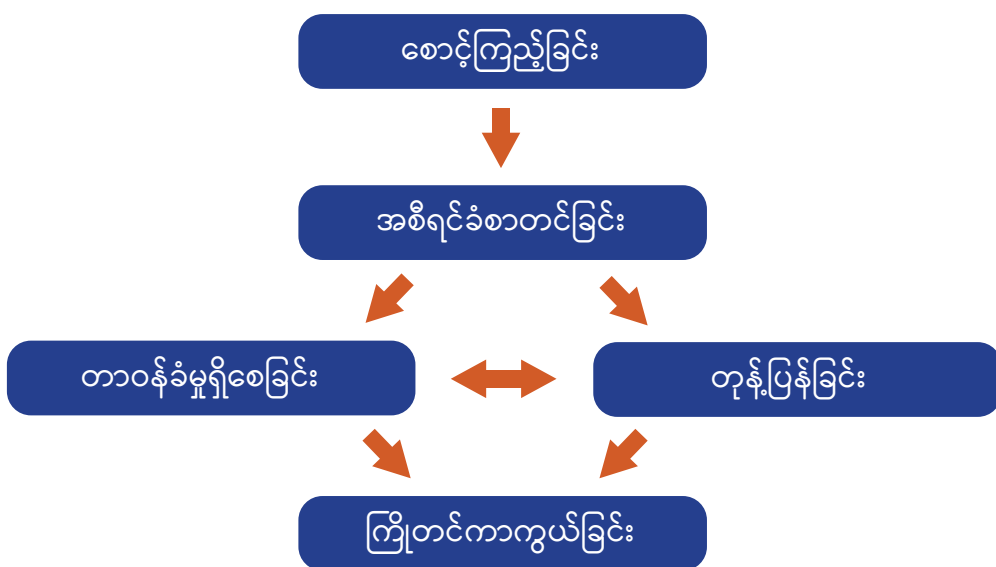 စောင့်ကြည့်ခြင်း
အစီရင်ခံစာတင်ခြင်း
တာဝန်ခံမှုရှိစေခြင်း
တုန့်ပြန်ခြင်း
ကြိုတင်ကာကွယ်ခြင်း